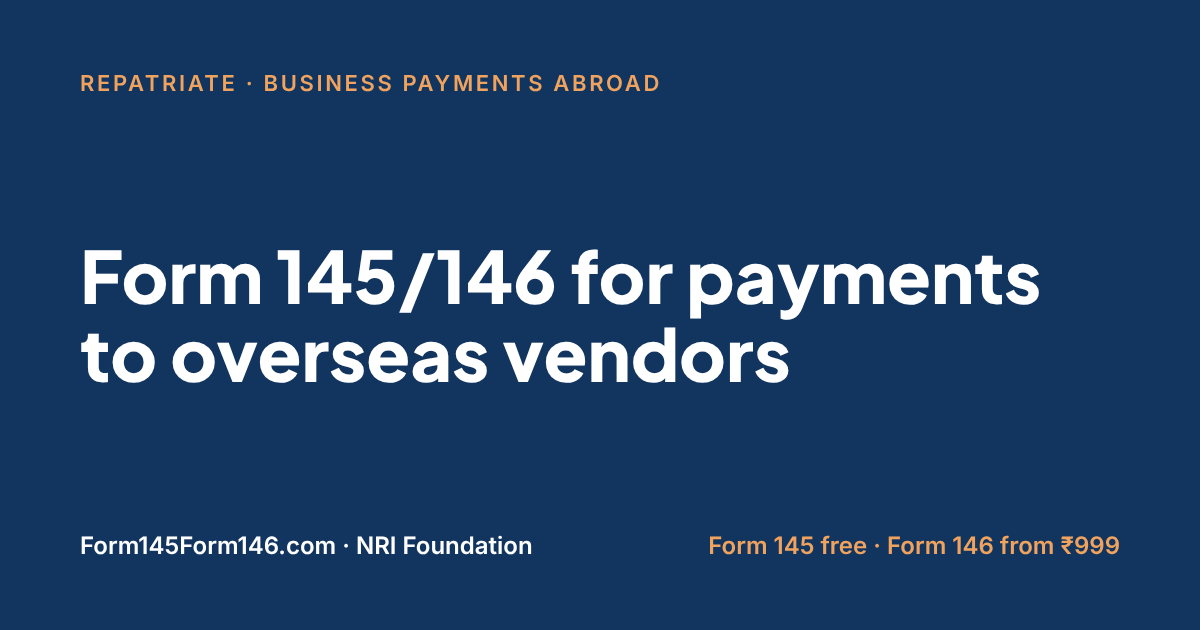 REPATRIATE · BUSINESS PAYMENTS ABROAD
Form 145/146 for payments
to overseas vendors
Form145Form146.com · NRI Foundation
Form 145 free · Form 146 from ₹999